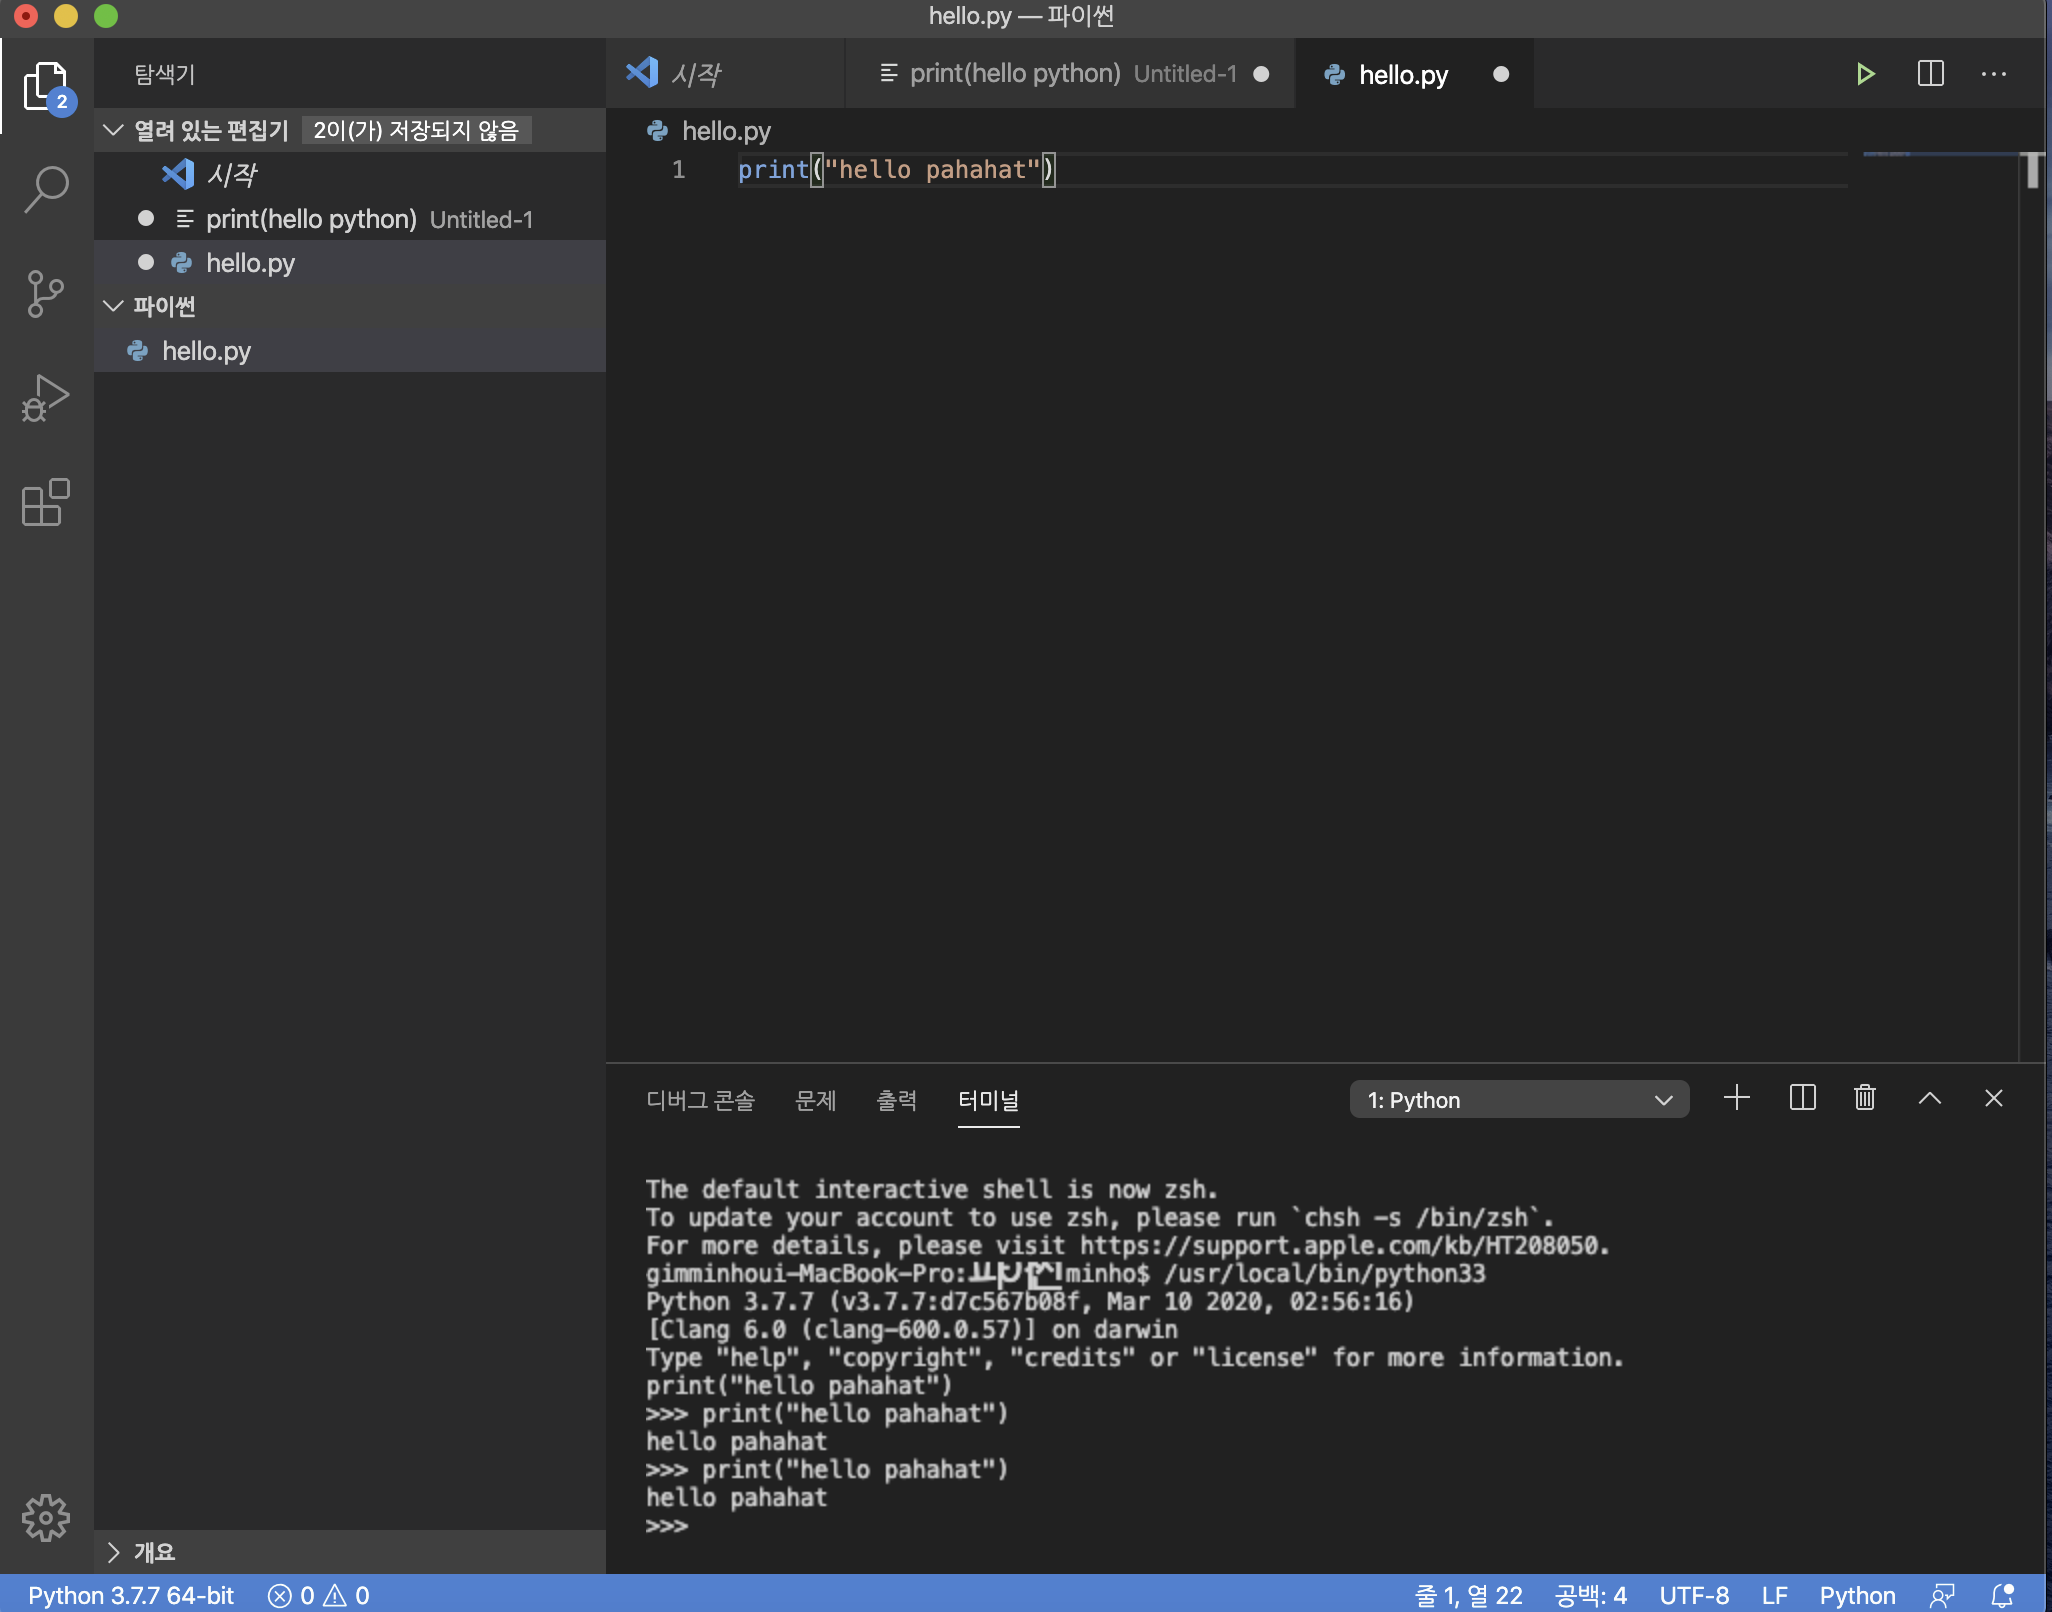 hello.py — 파이썬
탐색기
시작
print(hello python) Untitled-1
hello.py
2
열려 있는 편집기 2이(가) 저장되지 않음
시작
print(hello python) Untitled-1
hello.py
파이썬
hello.py
개요
hello.py
1 print("hello pahahat")
디버그 콘솔 문제 출력 터미널 1: Python
The default interactive shell is now zsh.
To update your account to use zsh, please run `chsh -s /bin/zsh`.
For more details, please visit https://support.apple.com/kb/HT208050.
gimminhoui-MacBook-Pro:파이썬 minho$ /usr/local/bin/python33
Python 3.7.7 (v3.7.7:d7c567b08f, Mar 10 2020, 02:56:16)
[Clang 6.0 (clang-600.0.57)] on darwin
Type "help", "copyright", "credits" or "license" for more information.
print("hello pahahat")
>>> print("hello pahahat")
hello pahahat
>>> print("hello pahahat")
hello pahahat
>>>
Python 3.7.7 64-bit 0 0 줄 1, 열 22 공백: 4 UTF-8 LF Python